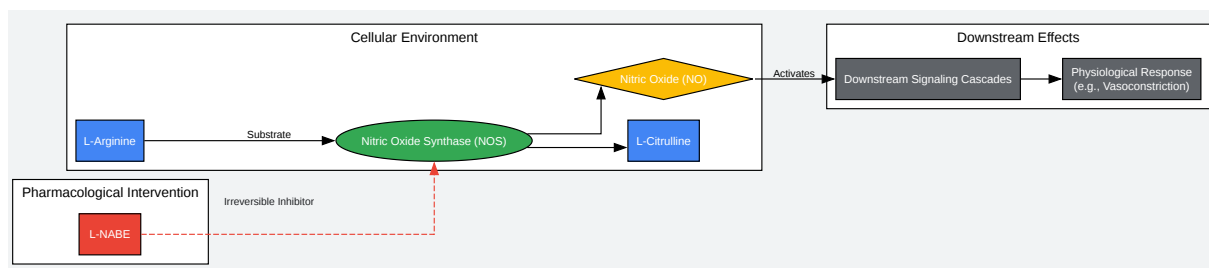 Cellular Environment
Downstream Effects
Nitric Oxide (NO)
Activates
Downstream Signaling Cascades
Physiological Response
(e.g., Vasoconstriction)
L-Arginine
Substrate
Nitric Oxide Synthase (NOS)
L-Citrulline
Pharmacological Intervention
Irreversible Inhibitor
L-NABE